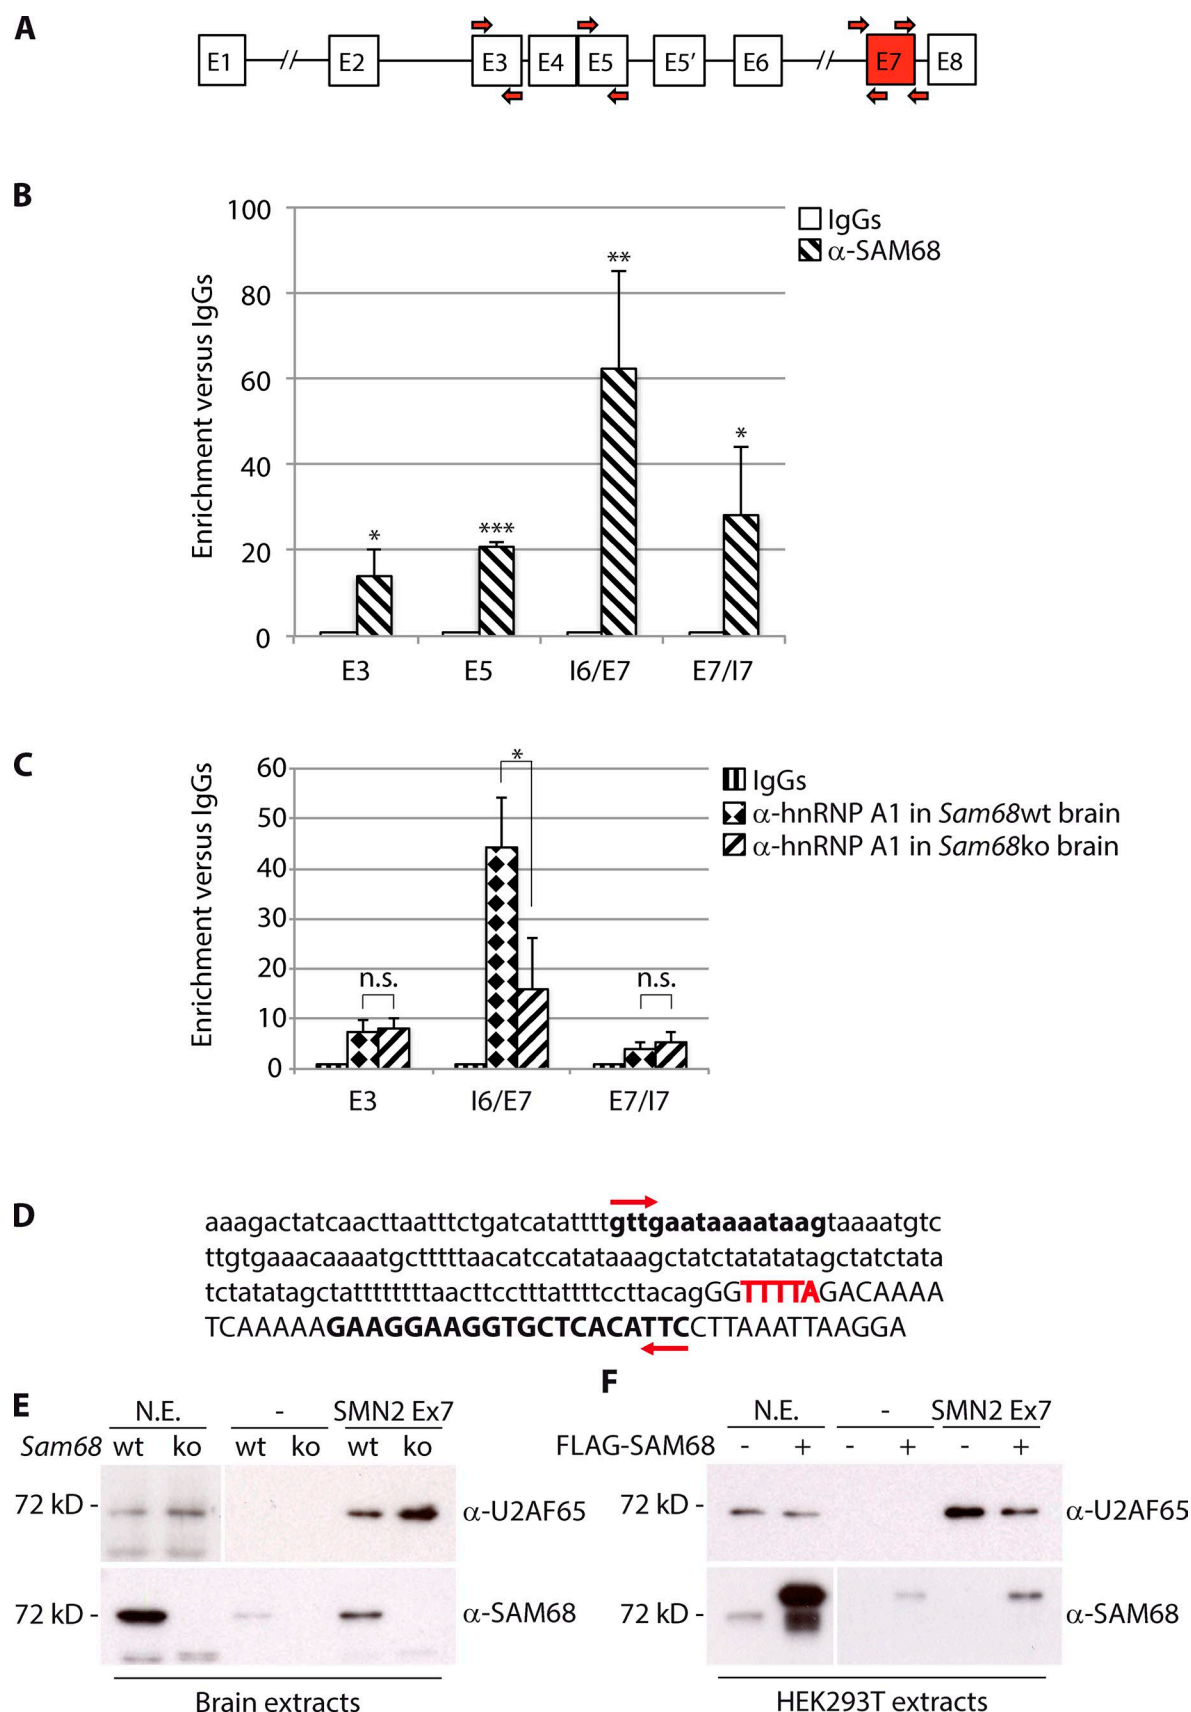 A
E1 // E2 E3 E4 E5 E5′ E6 // E7 E8
B
Enrichment versus IgGs
100
80
60
40
20
0
* *** ** *
E3 E5 I6/E7 E7/I7
IgGs
α-SAM68
C
Enrichment versus IgGs
60
50
40
30
20
10
0
n.s. * n.s.
E3 I6/E7 E7/I7
IgGs
α-hnRNP A1 in Sam68wt brain
α-hnRNP A1 in Sam68ko brain
D
aaagactatcaacttaatttctgatcatattttgttgaataaaataagtaaaatgtc
ttgtgaaacaaaatgctttttaacatccatataaagctatctatatatagctatctata
tctatatagctattttttttaacttcctttattttccttacagGGTTTTAGACAAAA
TCAAAAAGAAGGAAGGTGCTCACATTCCTTAAATTAAGGA
E
N.E. - SMN2 Ex7
Sam68 wt ko wt ko wt ko
72 kD - α-U2AF65
72 kD - α-SAM68
Brain extracts
F
N.E. - SMN2 Ex7
FLAG-SAM68 - + - + - +
72 kD - α-U2AF65
72 kD - α-SAM68
HEK293T extracts